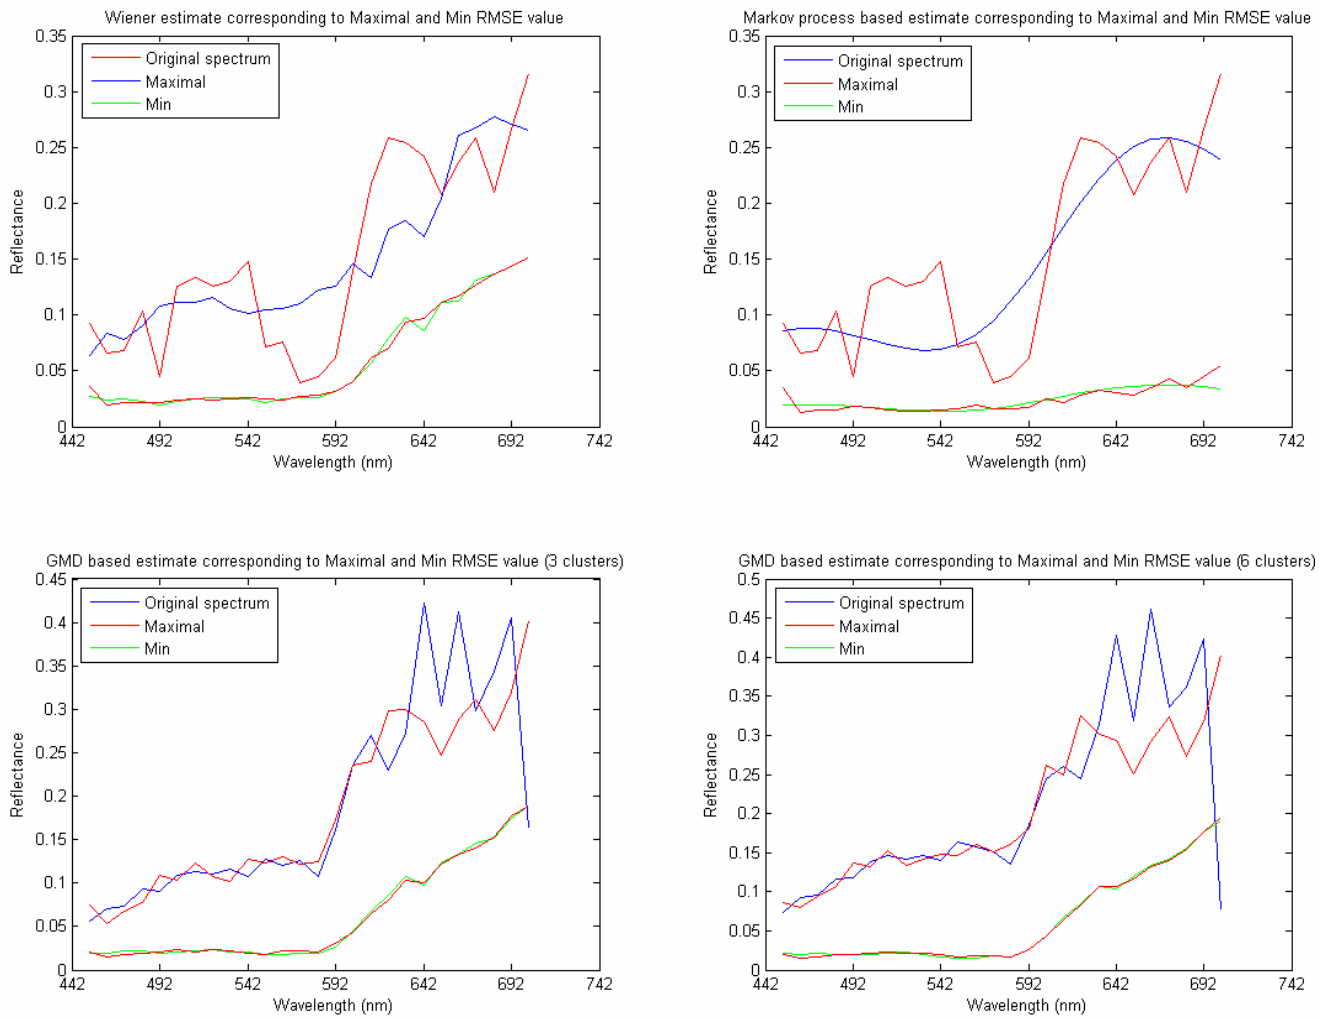 Wiener estimate corresponding to Maximal and Min RMSE value
0.35
0.3
0.25
0.2
0.15
0.1
0.05
0
Reflectance
Original spectrum
Maximal
Min
442 492 542 592 642 692 742
Wavelength (nm)
Markov process based estimate corresponding to Maximal and Min RMSE value
0.35
0.3
0.25
0.2
0.15
0.1
0.05
0
Reflectance
Original spectrum
Maximal
Min
442 492 542 592 642 692 742
Wavelength (nm)
GMD based estimate corresponding to Maximal and Min RMSE value (3 clusters)
0.45
0.4
0.35
0.3
0.25
0.2
0.15
0.1
0.05
0
Reflectance
Original spectrum
Maximal
Min
442 492 542 592 642 692 742
Wavelength (nm)
GMD based estimate corresponding to Maximal and Min RMSE value (6 clusters)
0.5
0.45
0.4
0.35
0.3
0.25
0.2
0.15
0.1
0.05
0
Reflectance
Original spectrum
Maximal
Min
442 492 542 592 642 692 742
Wavelength (nm)